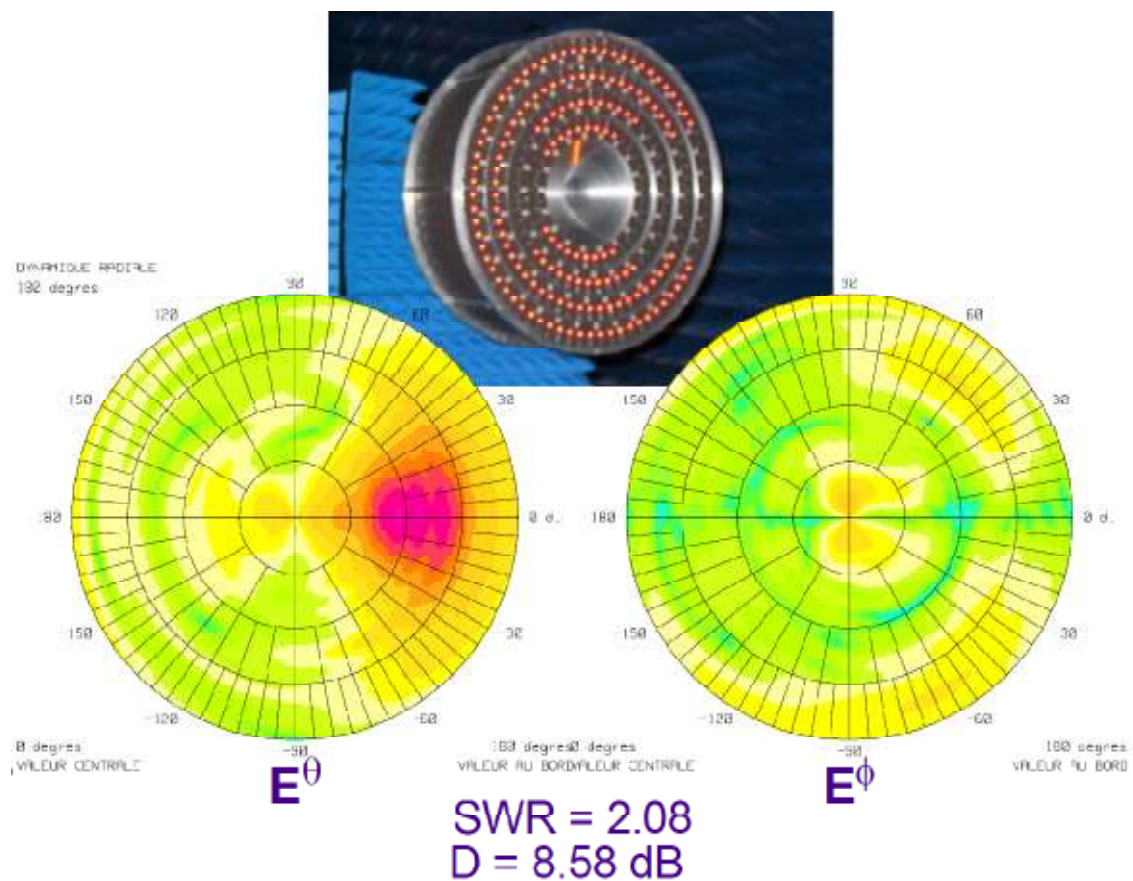 DYNAMIQUE RADIALE
180 degres
90
120
60
150
30
180
0 d.
150
30
-120
-60
-90
0 degres
VALEUR CENTRALE
180 degres
VALEUR AU BORD
90
120
60
150
30
180
0 d.
150
30
-120
-60
-90
0 degres
VALEUR CENTRALE
180 degres
VALEUR AU BORD
Eθ
Eϕ
SWR = 2.08
D = 8.58 dB